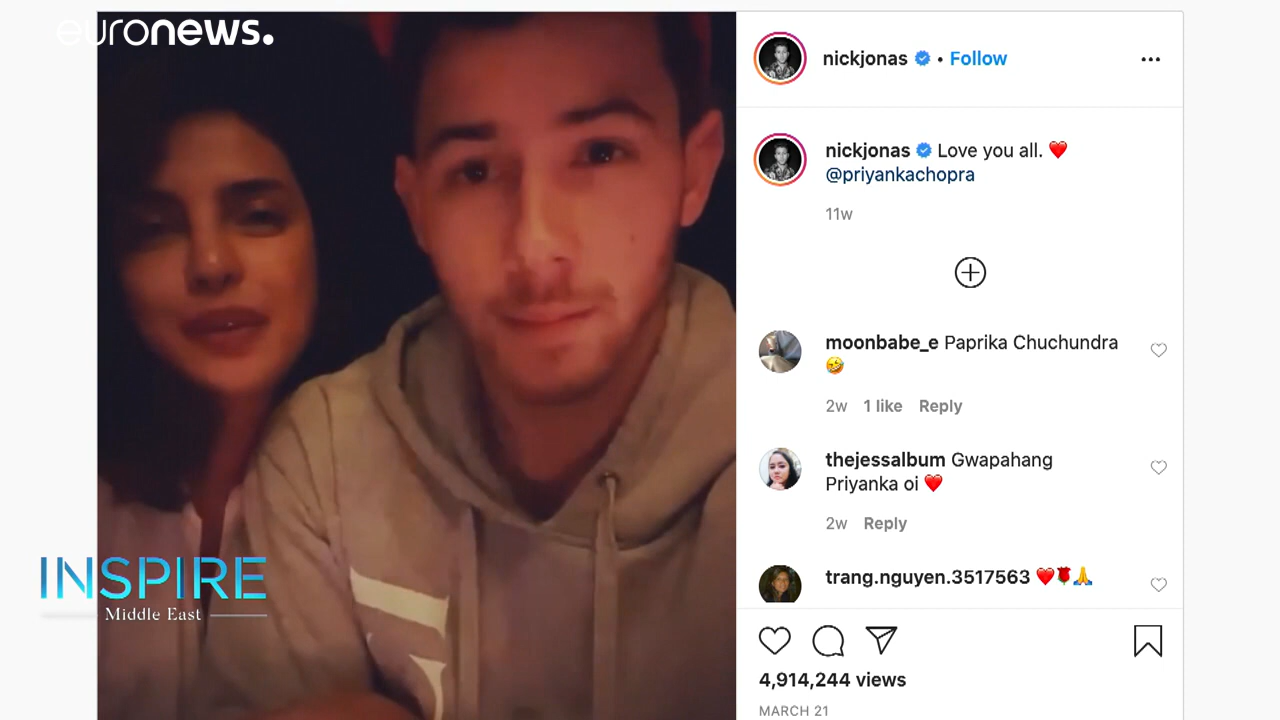 euronews.
nickjonas • Follow
nickjonas Love you all. ❤️
@priyankachopra
11w
moonbabe_e Paprika Chuchundra
🤣
2w 1 like Reply
thejessalbum Gwapahang
Priyanka oi ❤️
2w Reply
trang.nguyen.3517563 ❤️🌹🙏
INSPIRE
Middle East
4,914,244 views
MARCH 21